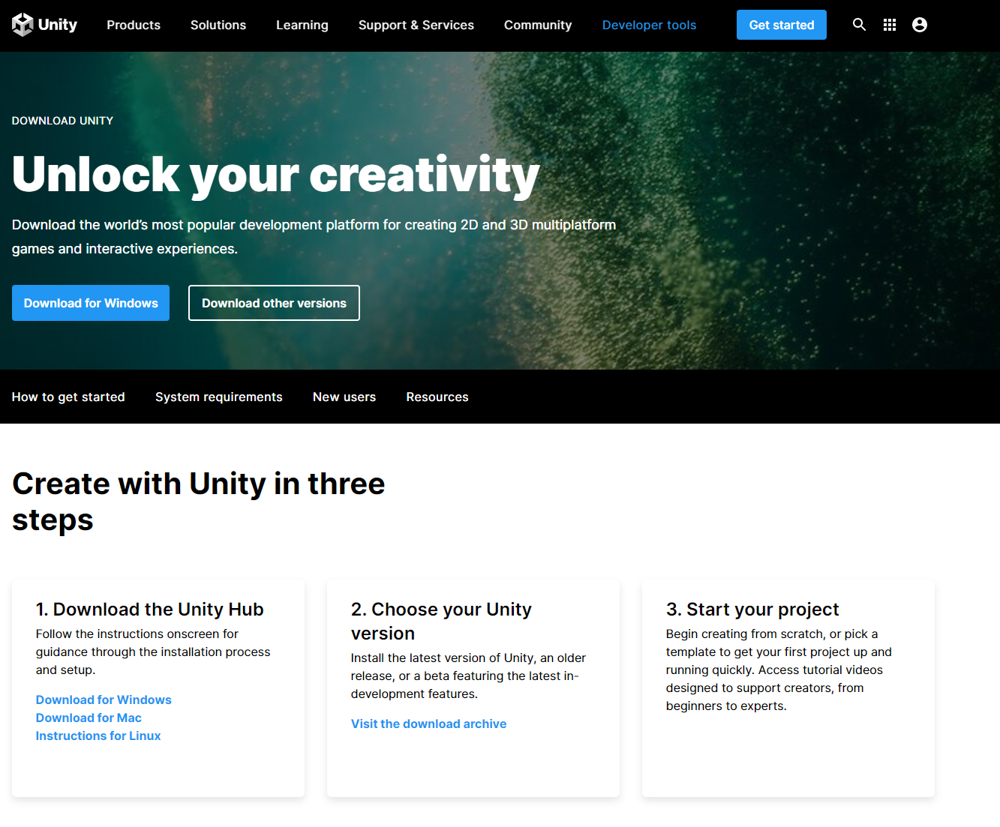 Unity
Products
Solutions
Learning
Support & Services
Community
Developer tools
Get started
DOWNLOAD UNITY
Unlock your creativity
Download the world’s most popular development platform for creating 2D and 3D multiplatform
games and interactive experiences.
Download for Windows
Download other versions
How to get started
System requirements
New users
Resources
Create with Unity in three
steps
1. Download the Unity Hub
Follow the instructions onscreen for
guidance through the installation process
and setup.
Download for Windows
Download for Mac
Instructions for Linux
2. Choose your Unity
version
Install the latest version of Unity, an older
release, or a beta featuring the latest in-
development features.
Visit the download archive
3. Start your project
Begin creating from scratch, or pick a
template to get your first project up and
running quickly. Access tutorial videos
designed to support creators, from
beginners to experts.